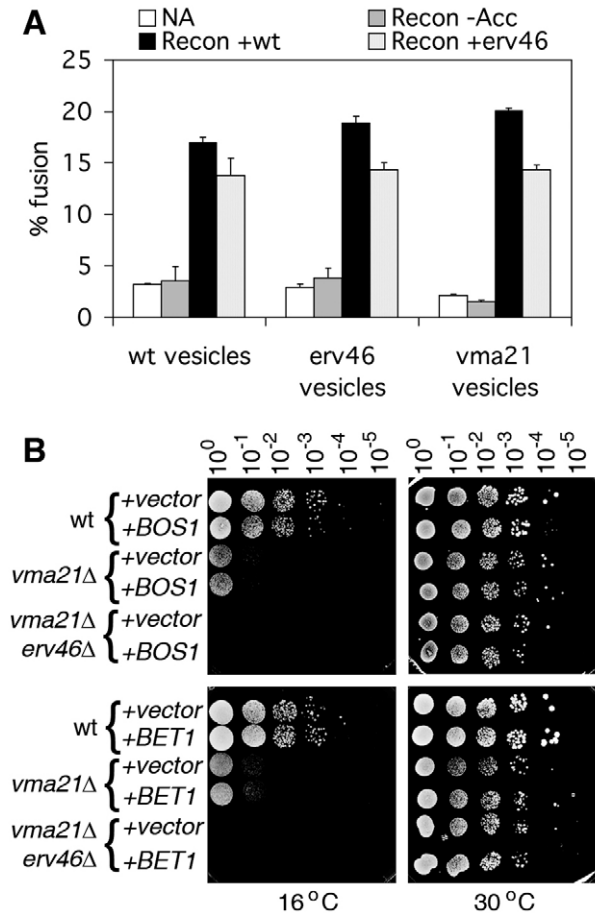 A
NA
Recon -Acc
Recon +wt
Recon +erv46
25
20
15
10
5
0
% fusion
wt vesicles
erv46 vesicles
vma21 vesicles
B
10⁰ 10⁻¹ 10⁻² 10⁻³ 10⁻⁴ 10⁻⁵
10⁰ 10⁻¹ 10⁻² 10⁻³ 10⁻⁴ 10⁻⁵
wt { +vector
+BOS1
vma21Δ { +vector
+BOS1
vma21Δ erv46Δ { +vector
+BOS1
wt { +vector
+BET1
vma21Δ { +vector
+BET1
vma21Δ erv46Δ { +vector
+BET1
16 °C
30 °C